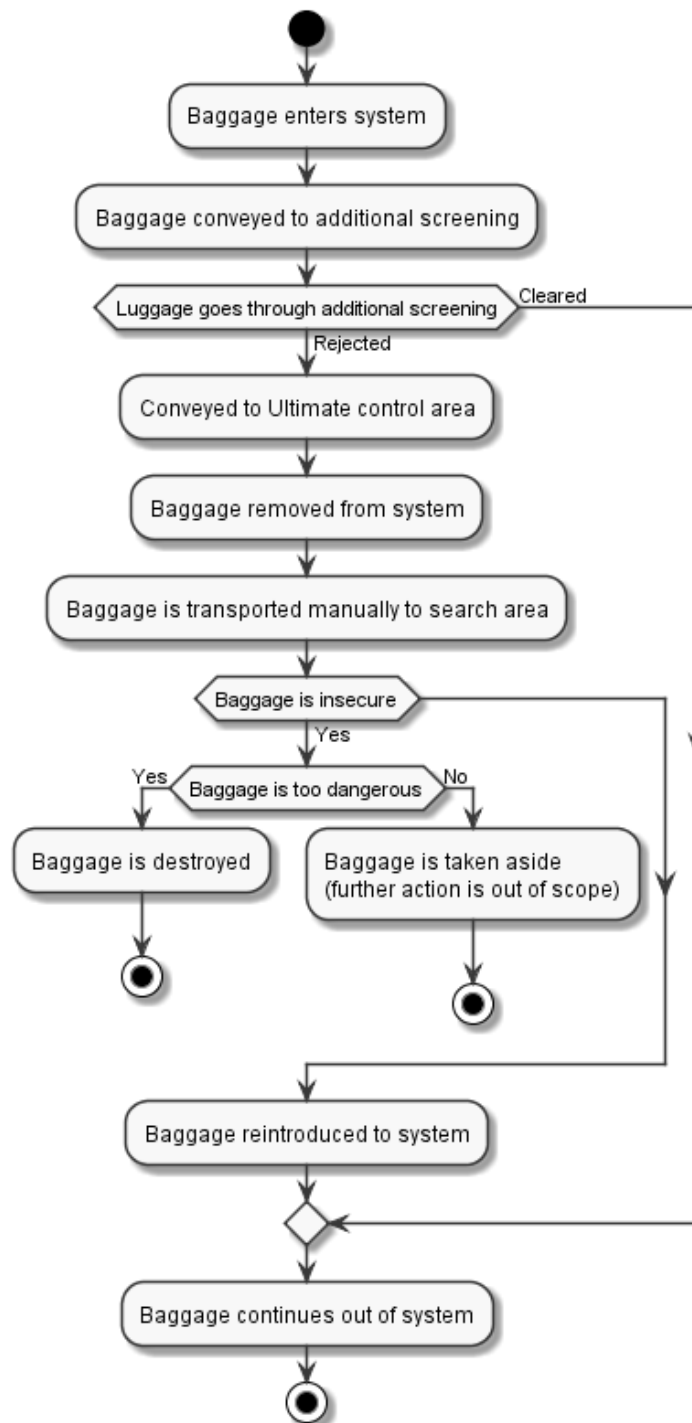 Baggage enters system
Baggage conveyed to additional screening
Luggage goes through additional screening
Cleared
Rejected
Conveyed to Ultimate control area
Baggage removed from system
Baggage is transported manually to search area
Baggage is insecure
Yes
Yes
Baggage is too dangerous
No
Baggage is destroyed
Baggage is taken aside
(further action is out of scope)
Baggage reintroduced to system
Baggage continues out of system